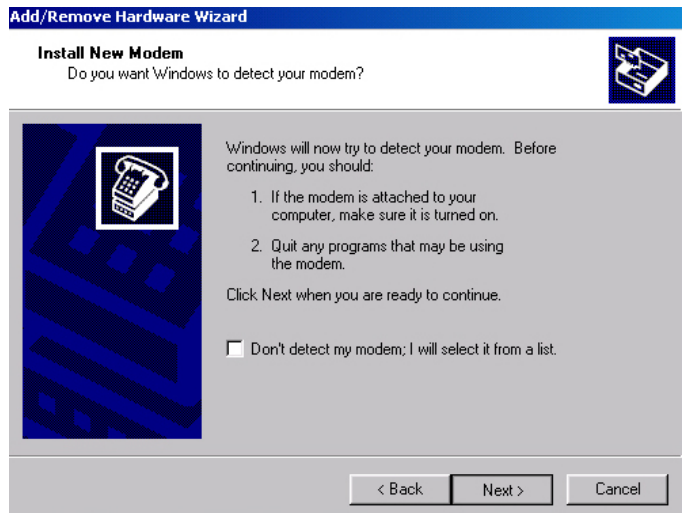 Add/Remove Hardware Wizard
Install New Modem
Do you want Windows to detect your modem?
Windows will now try to detect your modem. Before
continuing, you should:
1. If the modem is attached to your
computer, make sure it is turned on.
2. Quit any programs that may be using
the modem.
Click Next when you are ready to continue.
Don't detect my modem; I will select it from a list.
< Back Next > Cancel